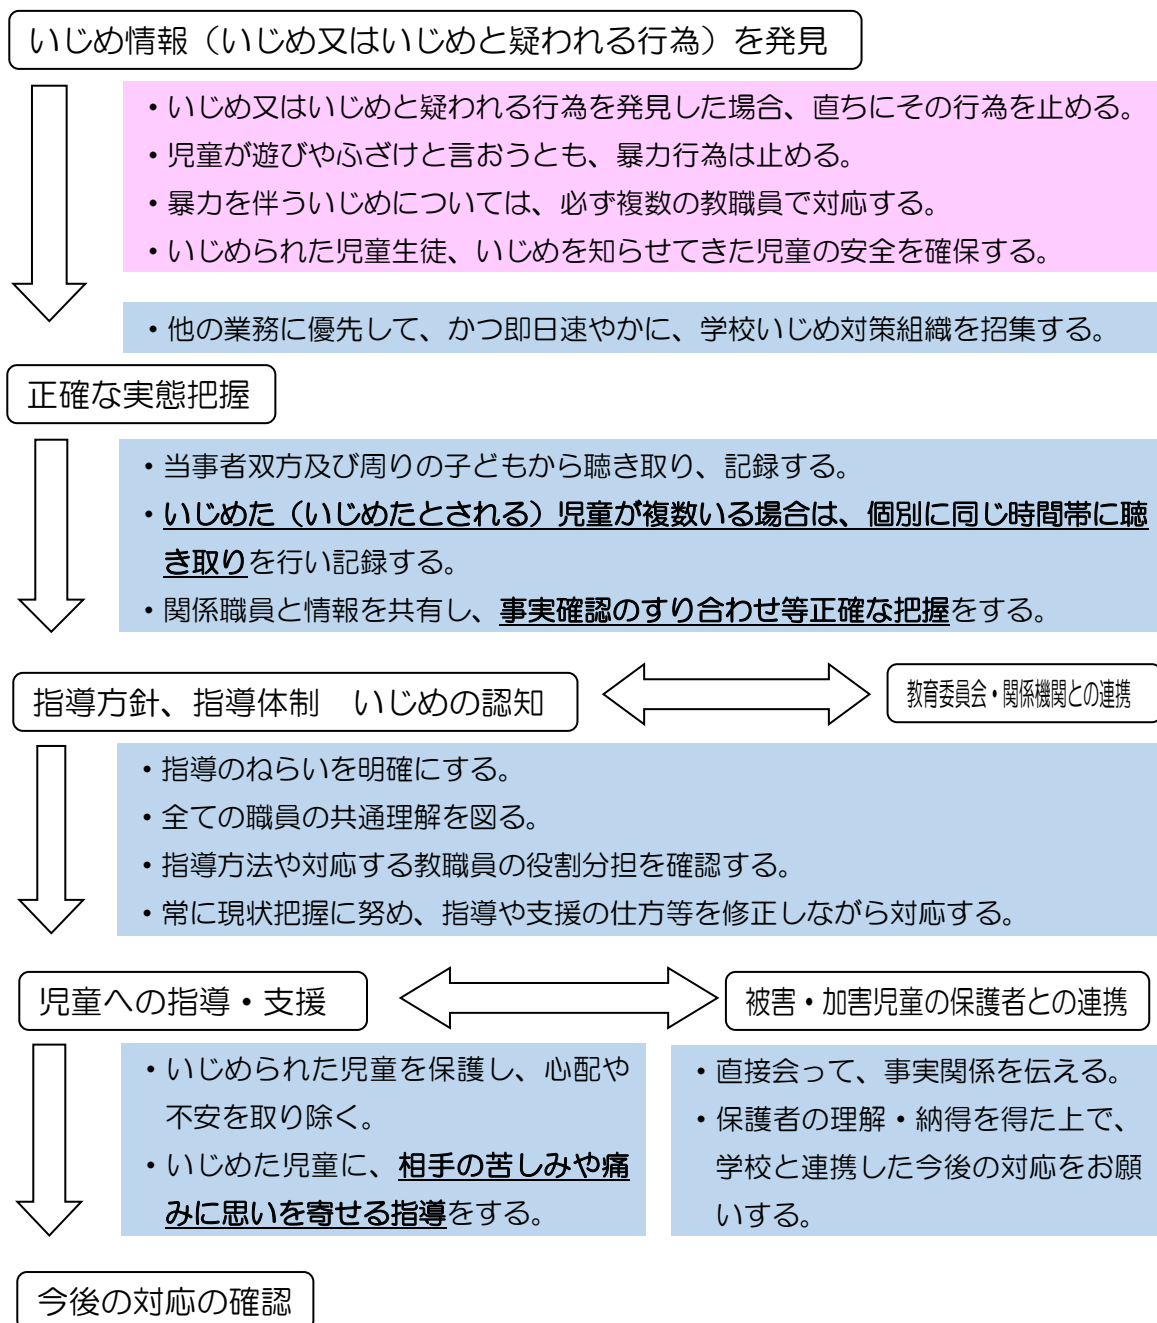 いじめ情報（いじめ又はいじめと疑われる行為）を発見
・いじめ又はいじめと疑われる行為を発見した場合、直ちにその行為を止める。
・児童が遊びやふざけと言おうとも、暴力行為は止める。
・暴力を伴ういじめについては、必ず複数の教職員で対応する。
・いじめられた児童生徒、いじめを知らせてきた児童の安全を確保する。
・他の業務に優先して、かつ即日速やかに、学校いじめ対策組織を招集する。
正確な実態把握
・当事者双方及び周りの子どもから聴き取り、記録する。
・いじめた（いじめたとされる）児童が複数いる場合は、個別に同じ時間帯に聴
き取りを行い記録する。
・関係職員と情報を共有し、事実確認のすり合わせ等正確な把握をする。
指導方針、指導体制　いじめの認知
教育委員会・関係機関との連携
・指導のねらいを明確にする。
・全ての職員の共通理解を図る。
・指導方法や対応する教職員の役割分担を確認する。
・常に現状把握に努め、指導や支援の仕方等を修正しながら対応する。
児童への指導・支援
被害・加害児童の保護者との連携
・いじめられた児童を保護し、心配や
不安を取り除く。
・いじめた児童に、相手の苦しみや痛
みに思いを寄せる指導をする。
・直接会って、事実関係を伝える。
・保護者の理解・納得を得た上で、
学校と連携した今後の対応をお願
いする。
今後の対応の確認